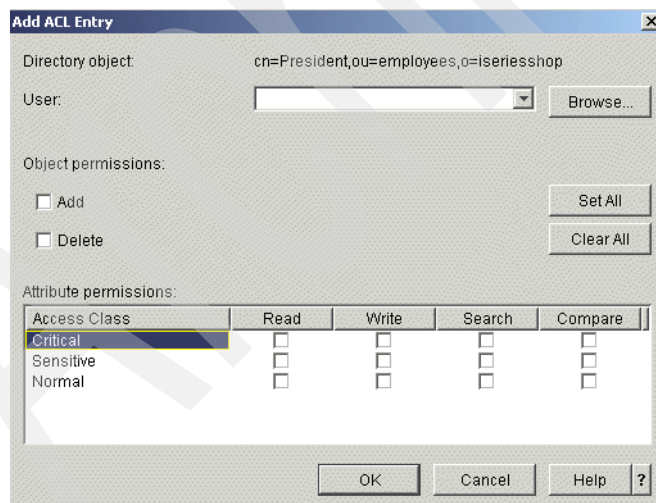 Add ACL Entry
Directory object: cn=President,ou=employees,o=iseriesshop
User: Browse...
Object permissions:
Add Set All
Delete Clear All
Attribute permissions:
Access Class Read Write Search Compare
Critical
Sensitive
Normal
OK Cancel Help ?